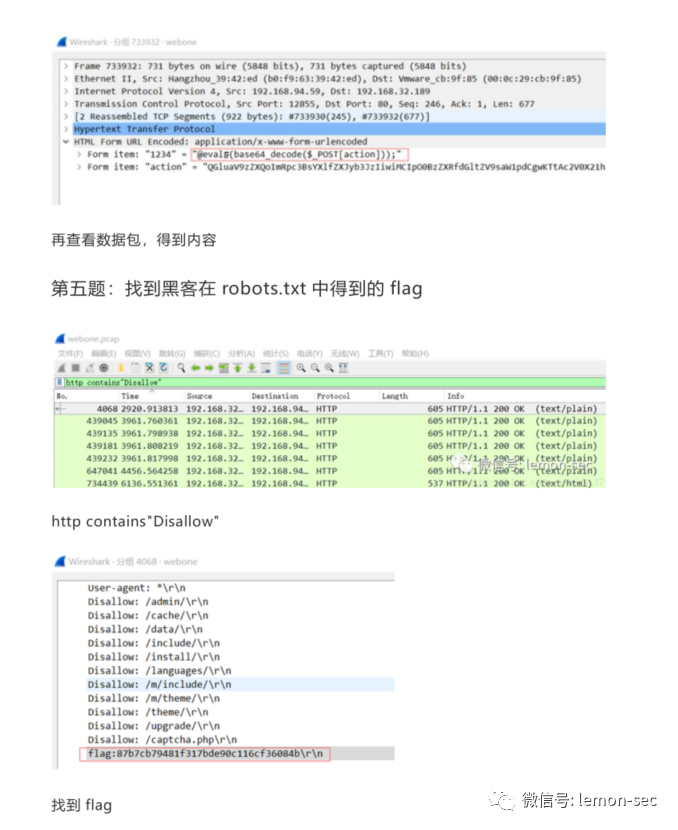 Wireshark · 分组 733932 · webone
Frame 733932: 731 bytes on wire (5848 bits), 731 bytes captured (5848 bits)
Ethernet II, Src: Hangzhou_39:42:ed (b0:f9:63:39:42:ed), Dst: Vmware_cb:9f:85 (00:0c:29:cb:9f:85)
Internet Protocol Version 4, Src: 192.168.94.59, Dst: 192.168.32.189
Transmission Control Protocol, Src Port: 12855, Dst Port: 80, Seq: 246, Ack: 1, Len: 677
[2 Reassembled TCP Segments (922 bytes): #733930(245), #733932(677)]
Hypertext Transfer Protocol
HTML Form URL Encoded: application/x-www-form-urlencoded
Form item: "1234" =
Form item: "action" =
再查看数据包，得到内容
第五题：找到黑客在 robots.txt 中得到的 flag
webone.pcap
文件(F) 编辑(E) 视图(V) 跳转(G) 捕获(C) 分析(A) 统计(S) 电话(Y) 无线(W) 工具(T) 帮助(H)
http contains"Disallow"
No. Time Source Destination Protocol Length Info
4068 2920.913813 192.168.32… 192.168.94… HTTP 605 HTTP/1.1 200 OK (text/plain)
439045 3961.760361 192.168.32… 192.168.94… HTTP 605 HTTP/1.1 200 OK (text/plain)
439135 3961.798938 192.168.32… 192.168.94… HTTP 605 HTTP/1.1 200 OK (text/plain)
439181 3961.808219 192.168.32… 192.168.94… HTTP 605 HTTP/1.1 200 OK (text/plain)
439232 3961.817998 192.168.32… 192.168.94… HTTP 605 HTTP/1.1 200 OK (text/plain)
647041 4456.564258 192.168.32… 192.168.94… HTTP 605 HTTP/1.1 200 OK (text/plain)
734439 6136.551361 192.168.32… 192.168.94… HTTP 537 HTTP/1.1 200 OK (text/html)
微信号: lemon-sec
http contains"Disallow"
Wireshark · 分组 4068 · webone
User-agent: *\r\n
Disallow: /admin/\r\n
Disallow: /cache/\r\n
Disallow: /data/\r\n
Disallow: /include/\r\n
Disallow: /install/\r\n
Disallow: /languages/\r\n
Disallow: /m/include/\r\n
Disallow: /m/theme/\r\n
Disallow: /theme/\r\n
Disallow: /upgrade/\r\n
Disallow: /captcha.php\r\n
flag:87b7cb79481f317bde90c116cf36084b\r\n
找到 flag
微信号: lemon-sec